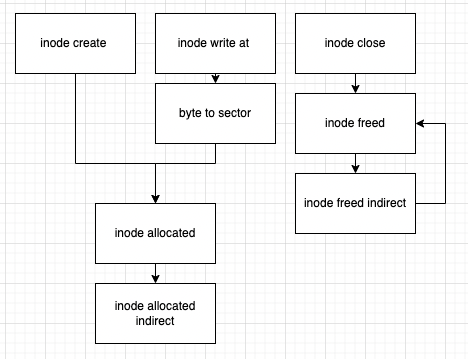 inode create
inode write at
inode close
byte to sector
inode freed
inode freed indirect
inode allocated
inode allocated
indirect